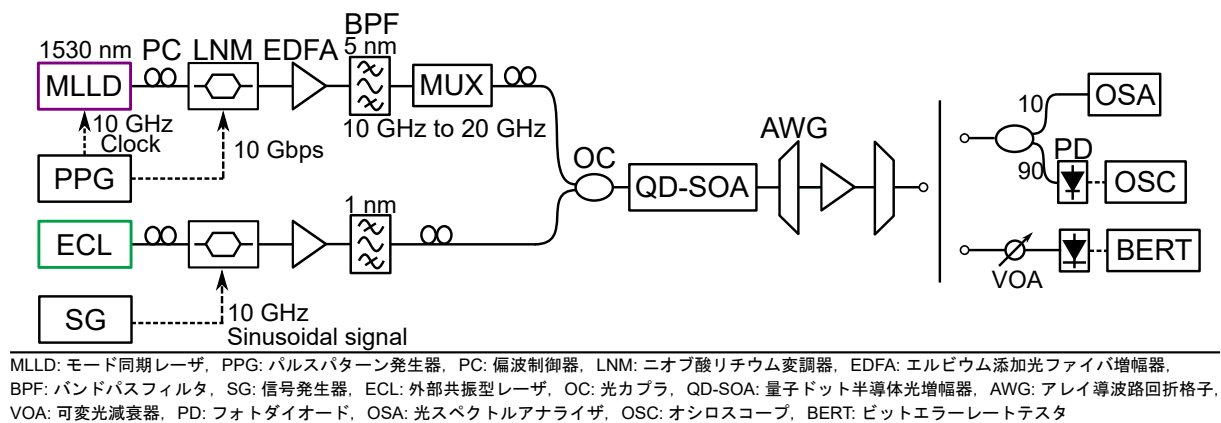 BPF
1530 nm PC LNM EDFA 5 nm
MLLD
MUX
10 GHz
Clock
10 Gbps
10 GHz to 20 GHz
PPG
OC
QD-SOA
AWG
10
OSA
90
PD
OSC
1 nm
ECL
SG
10 GHz
Sinusoidal signal
VOA
BERT
MLLD: モード同期レーザ, PPG: パルスパターン発生器, PC: 偏波制御器, LNM: ニオブ酸リチウム変調器, EDFA: エルビウム添加光ファイバ増幅器,
BPF: バンドパスフィルタ, SG: 信号発生器, ECL: 外部共振型レーザ, OC: 光カプラ, QD-SOA: 量子ドット半導体光増幅器, AWG: アレイ導波路回折格子,
VOA: 可変光減衰器, PD: フォトダイオード, OSA: 光スペクトルアナライザ, OSC: オシロスコープ, BERT: ビットエラーレートテスタ